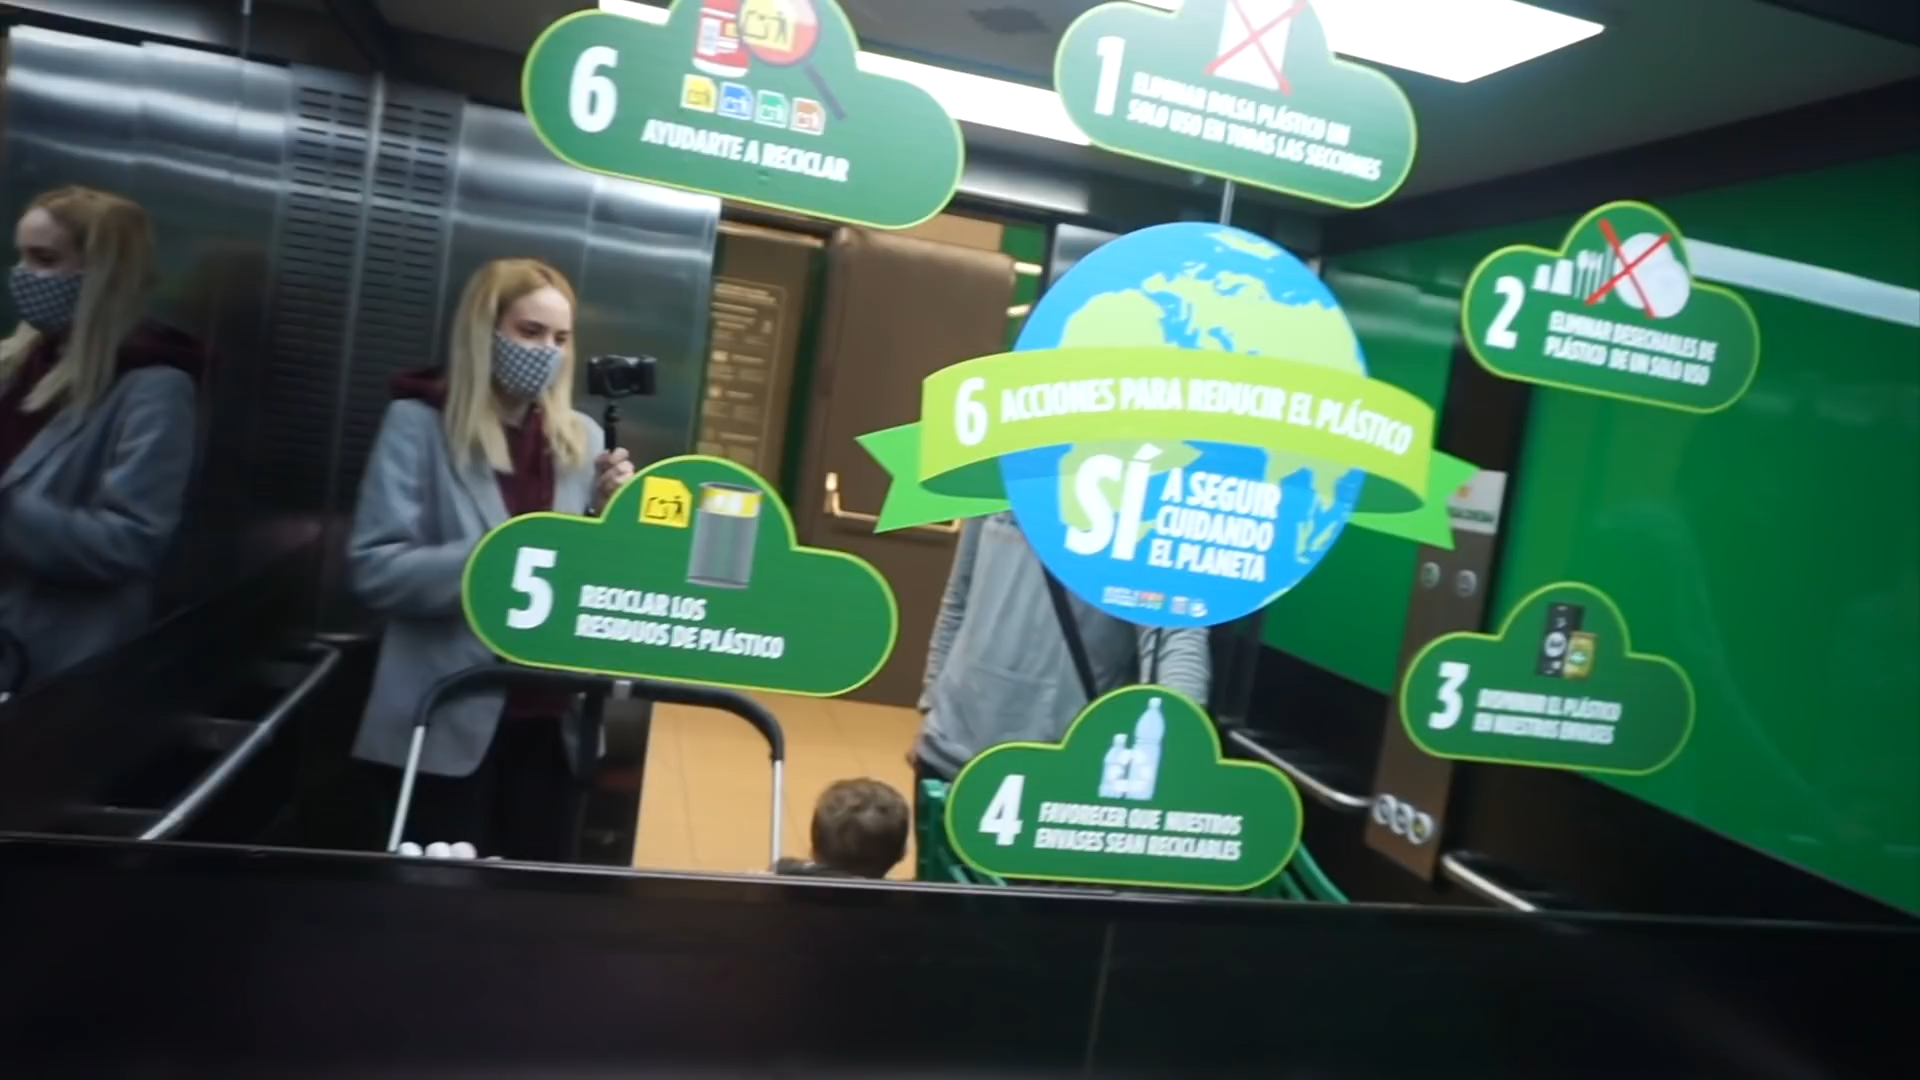 6 ACCIONES PARA REDUCIR EL PLÁSTICO
SÍ
A SEGUIR
CUIDANDO
EL PLANETA
1
ELIMINAR BOLSA PLÁSTICO UN
SOLO USO EN TODAS LAS SECCIONES
2
ELIMINAR DESECHABLES DE
PLÁSTICO DE UN SOLO USO
3
DISMINUIR EL PLÁSTICO
EN NUESTROS ENVASES
4
FAVORECER QUE NUESTROS
ENVASES SEAN RECICLABLES
5
RECICLAR LOS
RESIDUOS DE PLÁSTICO
6
AYUDARTE A RECICLAR